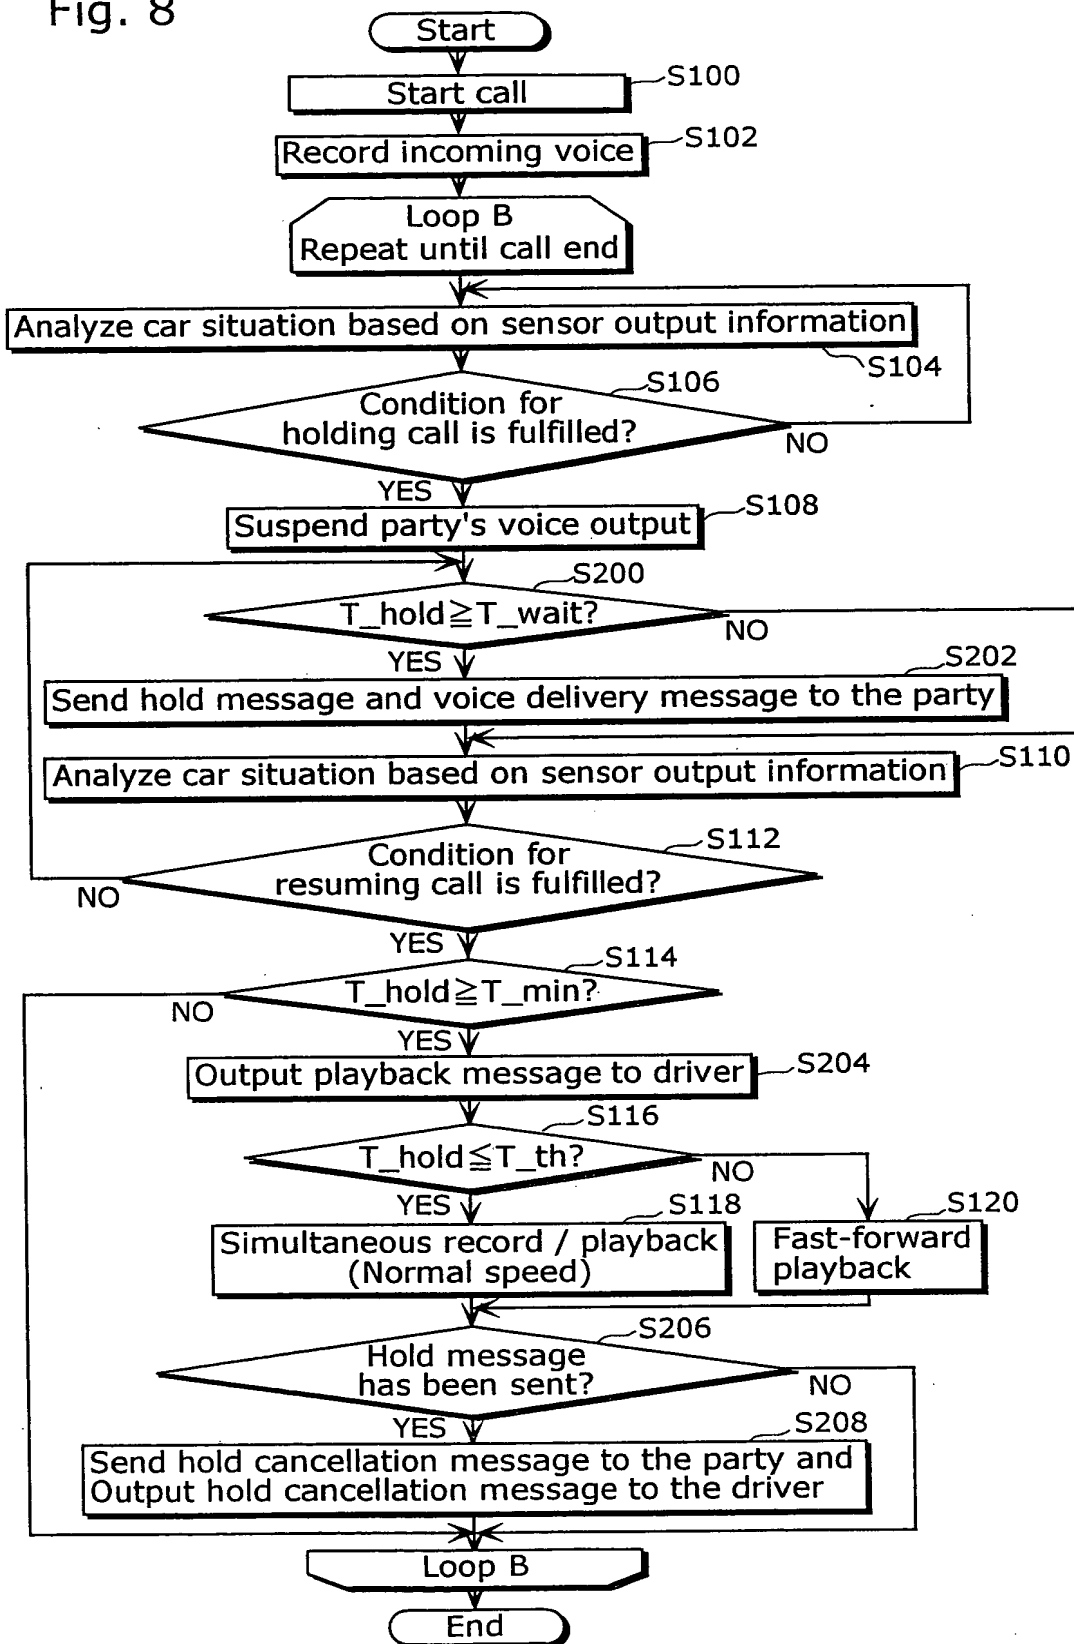 Fig. 8
Start
Start call
S100
Record incoming voice
S102
Loop B
Repeat until call end
Analyze car situation based on sensor output information
S104
S106
Condition for
holding call is fulfilled?
NO
YES
Suspend party's voice output
S108
S200
T_hold≧T_wait?
NO
YES
S202
Send hold message and voice delivery message to the party
Analyze car situation based on sensor output information
S110
S112
Condition for
resuming call is fulfilled?
NO
YES
S114
T_hold≧T_min?
NO
YES
Output playback message to driver
S204
S116
T_hold≦T_th?
NO
YES
S118
S120
Simultaneous record / playback
(Normal speed)
Fast-forward
playback
S206
Hold message
has been sent?
NO
YES
S208
Send hold cancellation message to the party and
Output hold cancellation message to the driver
Loop B
End